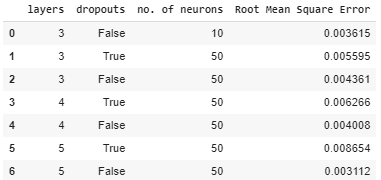 layers dropouts no. of neurons Root Mean Square Error
0 3 False 10 0.003615
1 3 True 50 0.005595
2 3 False 50 0.004361
3 4 True 50 0.006266
4 4 False 50 0.004008
5 5 True 50 0.008654
6 5 False 50 0.003112